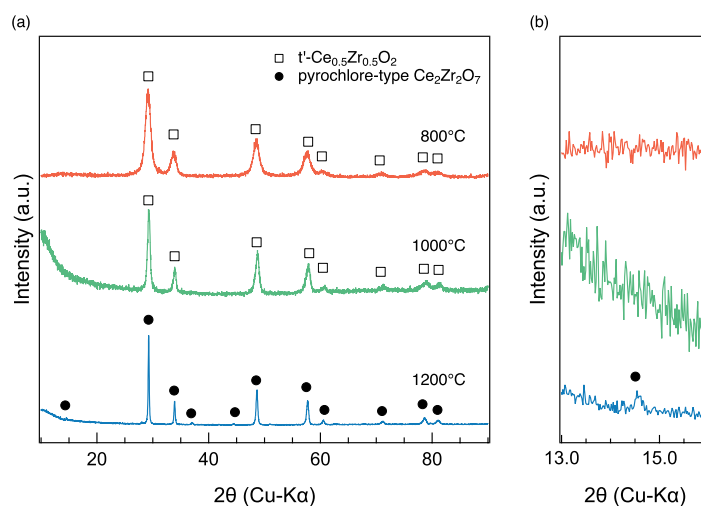 (a)
t'-Ce0.5Zr0.5O2
pyrochlore-type Ce2Zr2O7
800°C
1000°C
1200°C
Intensity (a.u.)
20
40
60
80
2θ (Cu-Kα)
(b)
Intensity (a.u.)
13.0
15.0
2θ (Cu-Kα)